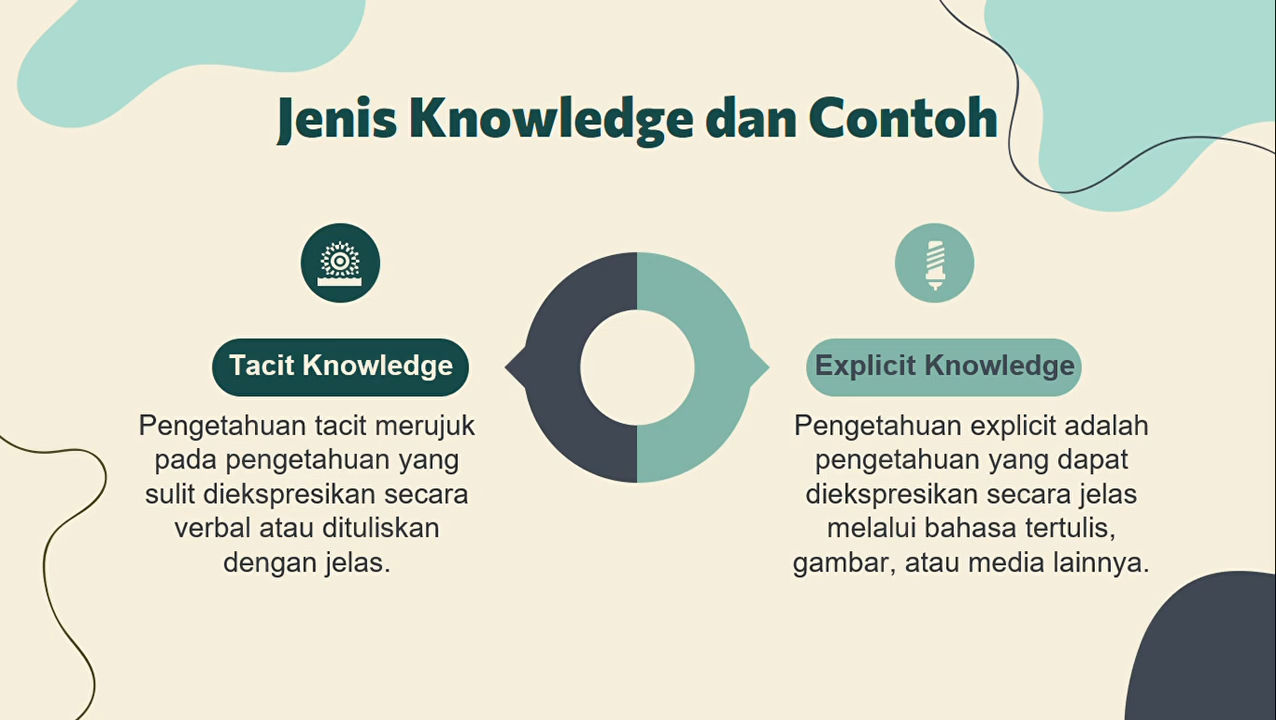 Jenis Knowledge dan Contoh
Tacit Knowledge
Pengetahuan tacit merujuk
pada pengetahuan yang
sulit diekspresikan secara
verbal atau dituliskan
dengan jelas.
Explicit Knowledge
Pengetahuan explicit adalah
pengetahuan yang dapat
diekspresikan secara jelas
melalui bahasa tertulis,
gambar, atau media lainnya.